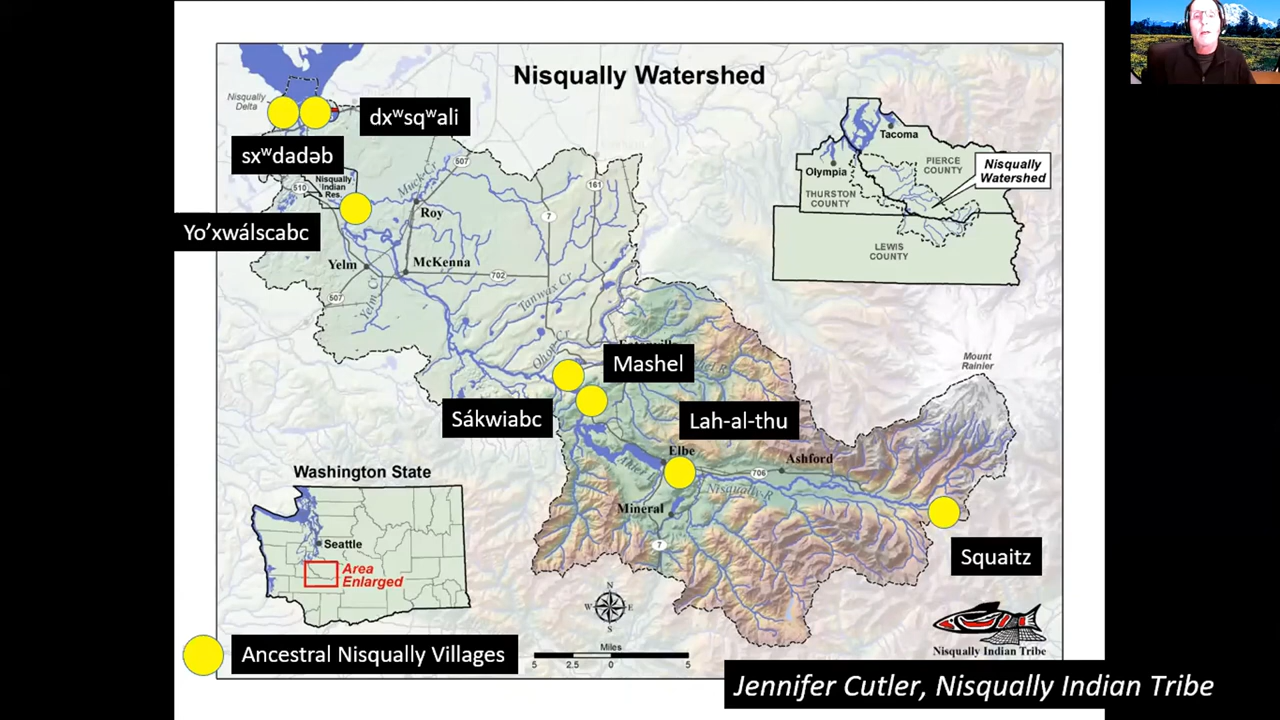 Nisqually Watershed
Nisqually
Delta
dxʷsqʷali
sxʷdadəb
Nisqually
Indian
Res.
510
507
Muck Cr
161
7
Yo’xwálscabc
Roy
Yelm
McKenna
702
507
Yelm Cr
Tanwax Cr
Ohop Cr
Tacoma
Olympia
PIERCE
COUNTY
THURSTON
COUNTY
Nisqually
Watershed
LEWIS
COUNTY
Mashel
Sákwiabc
Lah-al-thu
Mount
Rainier
Elbe
Ashford
706
Nisqually R
Mineral
7
Squaitz
Washington State
Seattle
Area
Enlarged
N
W E
S
Miles
5 2.5 0 5
Nisqually Indian Tribe
Ancestral Nisqually Villages
Jennifer Cutler, Nisqually Indian Tribe